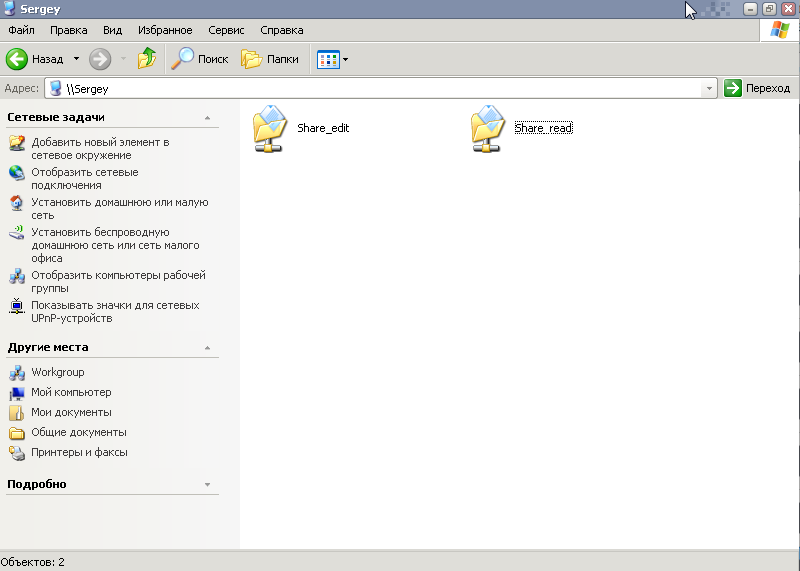 Sergey
Файл Правка Вид Избранное Сервис Справка
Назад Поиск Папки
Адрес: \\Sergey Переход
Сетевые задачи
Добавить новый элемент в
сетевое окружение
Отобразить сетевые
подключения
Установить домашнюю или малую
сеть
Установить беспроводную
домашнюю сеть или сеть малого
офиса
Отобразить компьютеры рабочей
группы
Показывать значки для сетевых
UPnP-устройств
Другие места
Workgroup
Мой компьютер
Мои документы
Общие документы
Принтеры и факсы
Подробно
Share_edit
Share_read
Объектов: 2